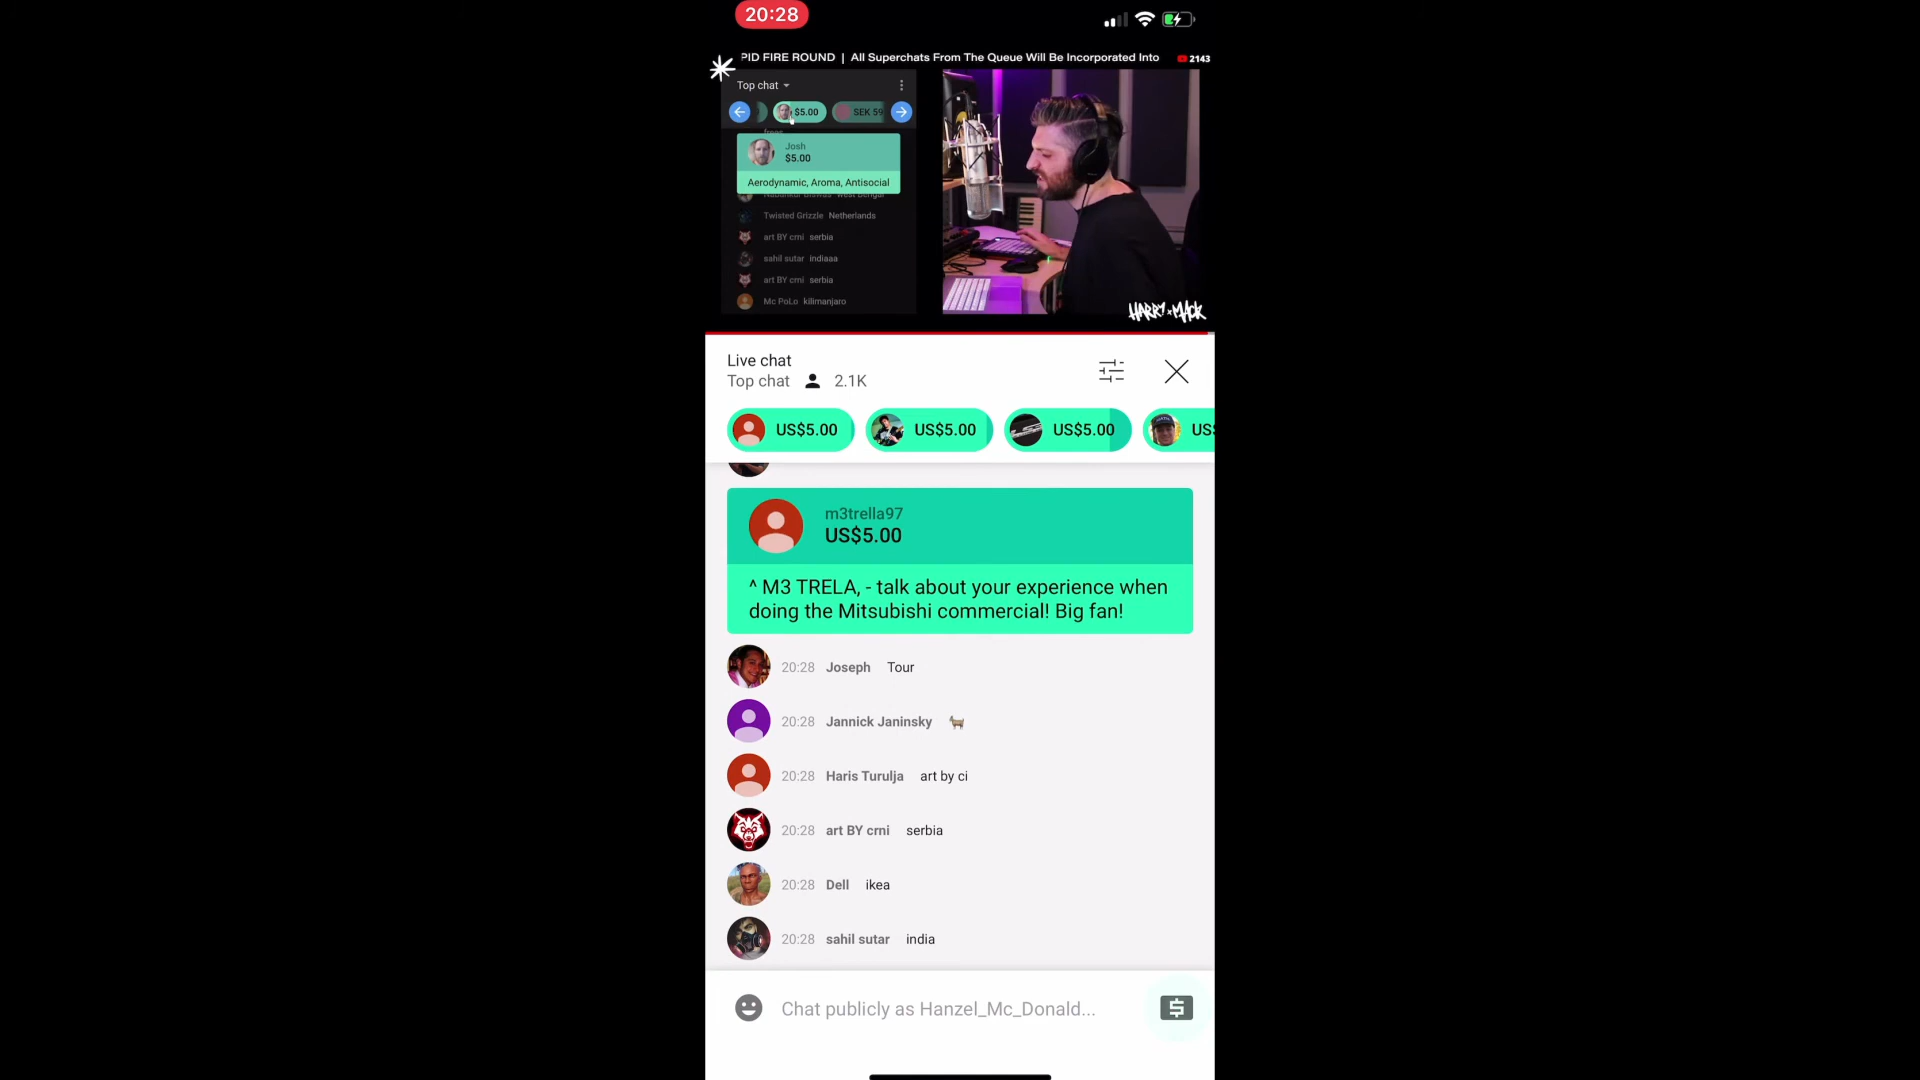 20:28
PID FIRE ROUND | All Superchats From The Queue Will Be Incorporated Into
2143
Top chat
$5.00
SEK 59
Josh
$5.00
Aerodynamic, Aroma, Antisocial
Twisted Grizzle Netherlands
art BY crni serbia
sahil sutar indiaaa
art BY crni serbia
Mc PoLo kilimanjaro
HARRY MACK
Live chat
Top chat 2.1K
US$5.00
US$5.00
US$5.00
US$
m3trella97
US$5.00
^ M3 TRELA, - talk about your experience when
doing the Mitsubishi commercial! Big fan!
20:28 Joseph Tour
20:28 Jannick Janinsky 🐐
20:28 Haris Turulja art by ci
20:28 art BY crni serbia
20:28 Dell ikea
20:28 sahil sutar india
Chat publicly as Hanzel_Mc_Donald...